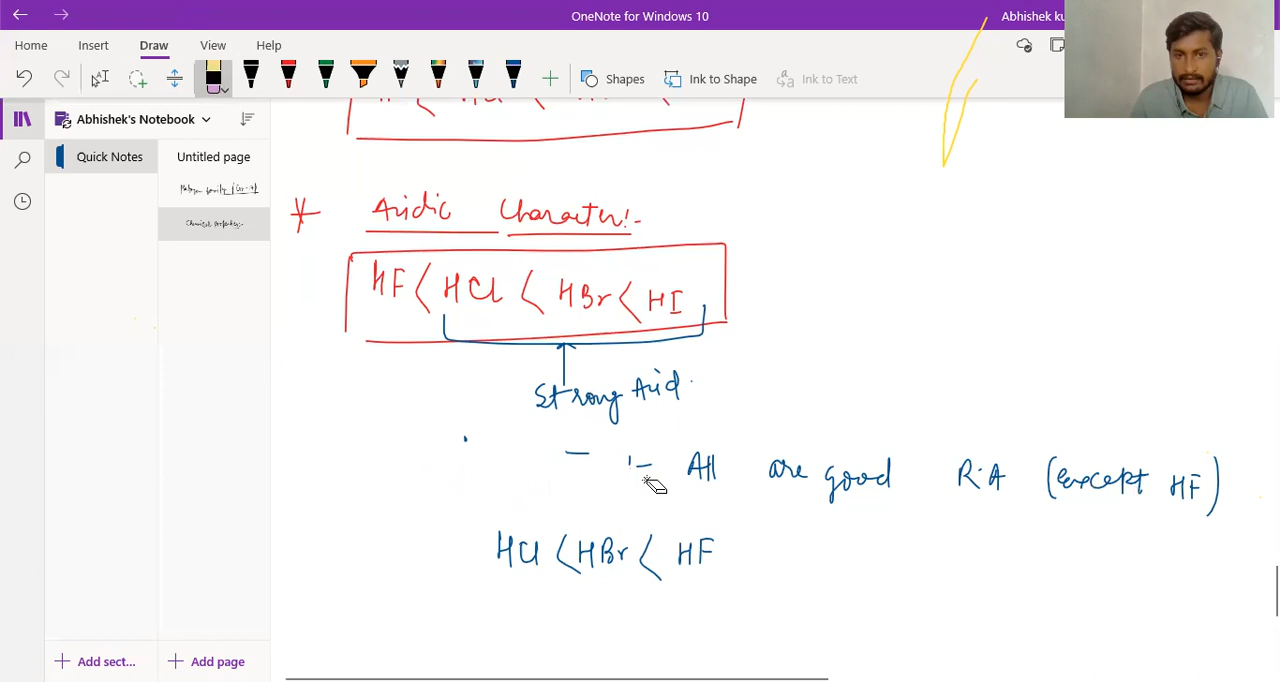 OneNote for Windows 10
Abhishek ku
Home Insert Draw View Help
Shapes Ink to Shape Ink to Text
Abhishek's Notebook
Quick Notes
Untitled page
* Acidic Character:-
HF < HCl < HBr < HI
Strong Acid
:- All are good R.A (except HF)
HCl < HBr < HF
Add sect...
Add page